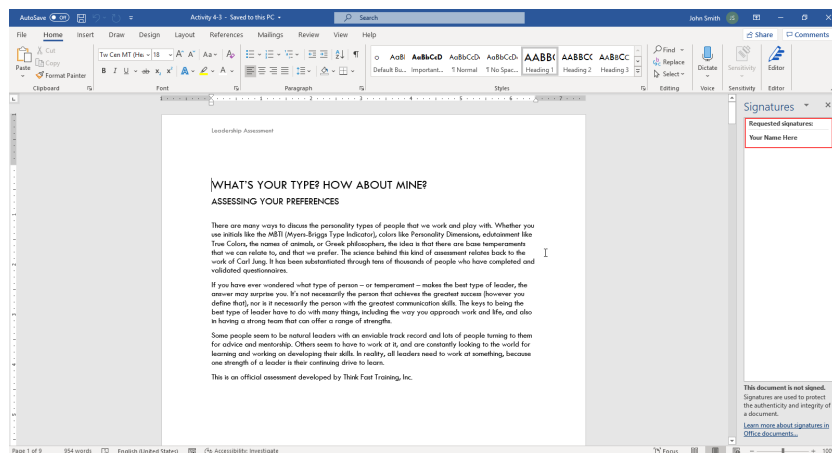 AutoSave On Activity 4-3 - Saved to this PC Search John Smith
File Home Insert Draw Design Layout References Mailings Review View Help Share Comments
Paste Cut Copy Format Painter
Tw Cen MT (Hea 18 A A Aa A
B I U ab x x A A
AaBl AaBbCcD AaBbCcDı AaBbCcDı AABB( AABBC( AABBCC
Default Bu... Important... ¶ Normal ¶ No Spac... Heading 1 Heading 2 Heading 3
Find Replace Select
Dictate Sensitivity Editor
Clipboard Font Paragraph Styles Editing Voice Sensitivity Editor
Leadership Assessment
WHAT'S YOUR TYPE? HOW ABOUT MINE?
ASSESSING YOUR PREFERENCES
There are many ways to discuss the personality types of people that we work and play with. Whether you
use initials like the MBTI (Myers-Briggs Type Indicator), colors like Personality Dimensions, edutainment like
True Colors, the names of animals, or Greek philosophers, the idea is that there are base temperaments
that we can relate to, and that we prefer. The science behind this kind of assessment relates back to the
work of Carl Jung. It has been substantiated through tens of thousands of people who have completed and
validated questionnaires.
If you have ever wondered what type of person – or temperament – makes the best type of leader, the
answer may surprise you. It's not necessarily the person that achieves the greatest success (however you
define that), nor is it necessarily the person with the greatest communication skills. The keys to being the
best type of leader have to do with many things, including the way you approach work and life, and also
in having a strong team that can offer a range of strengths.
Some people seem to be natural leaders with an enviable track record and lots of people turning to them
for advice and mentorship. Others seem to have to work at it, and are constantly looking to the world for
learning and working on developing their skills. In reality, all leaders need to work at something, because
one strength of a leader is their continuing drive to learn.
This is an official assessment developed by Think Fast Training, Inc.
Signatures
Requested signatures:
Your Name Here
This document is not signed.
Signatures are used to protect
the authenticity and integrity of
a document.
Learn more about signatures in
Office documents...
Page 1 of 9 954 words English (United States) Accessibility: Investigate Focus 100